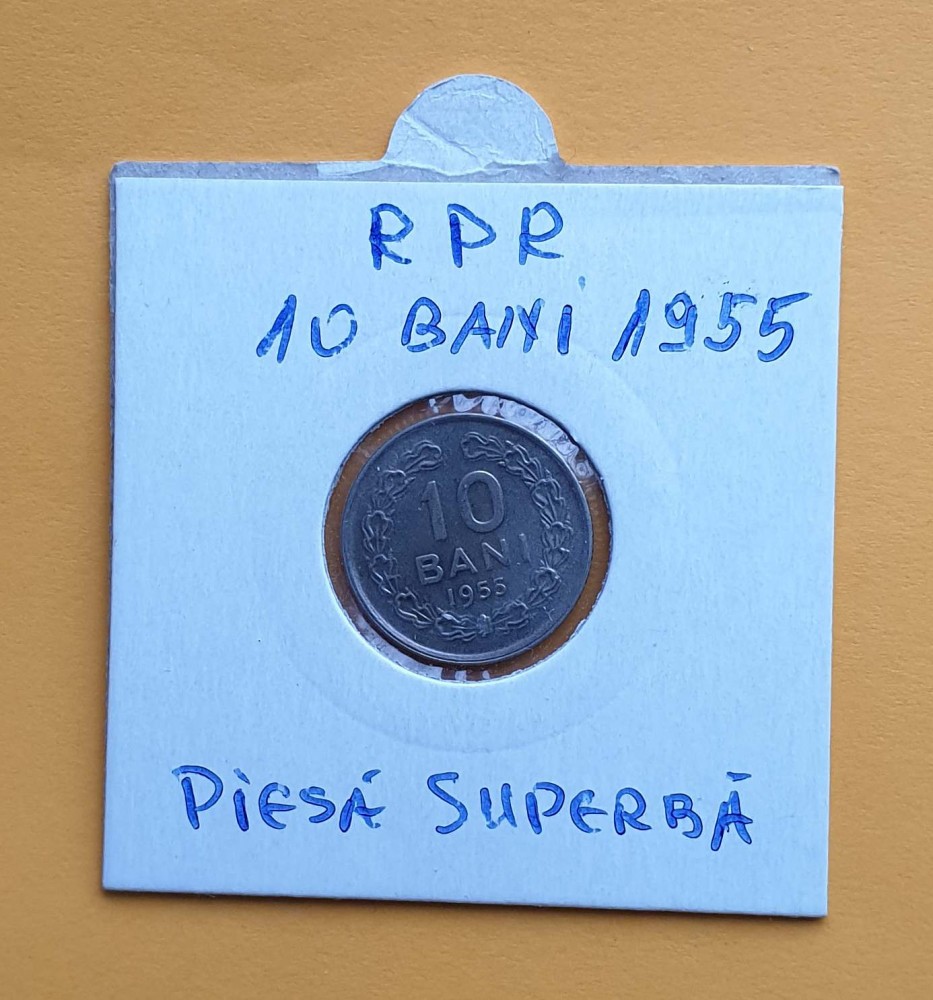 RPR
10 BANI 1955
10
BANI
1955
PIESĂ SUPERBĂ